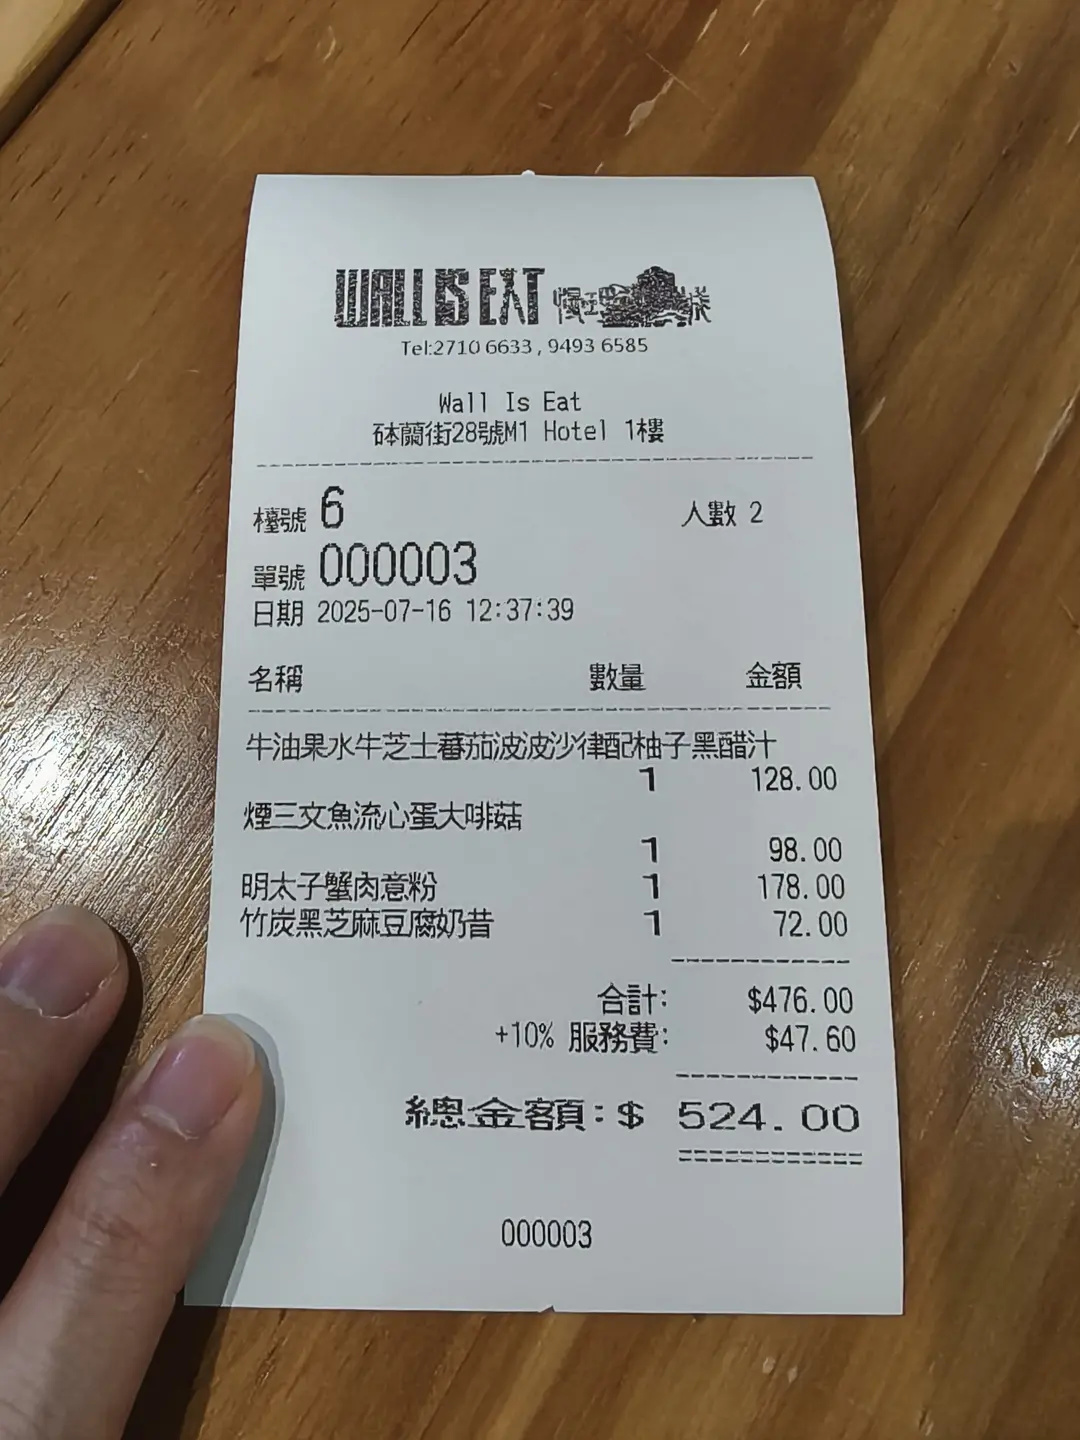 WALL IS EAT
Tel:2710 6633 , 9493 6585
Wall Is Eat
砵蘭街28號M1 Hotel 1樓
檯號 6 人數 2
單號 000003
日期 2025-07-16 12:37:39
名稱 數量 金額
牛油果水牛芝士蕃茄波波沙律配柚子黑醋汁
1 128.00
煙三文魚流心蛋大啡菇
1 98.00
明太子蟹肉意粉 1 178.00
竹炭黑芝麻豆腐奶昔 1 72.00
合計: $476.00
+10% 服務費: $47.60
總金額:$ 524.00
000003